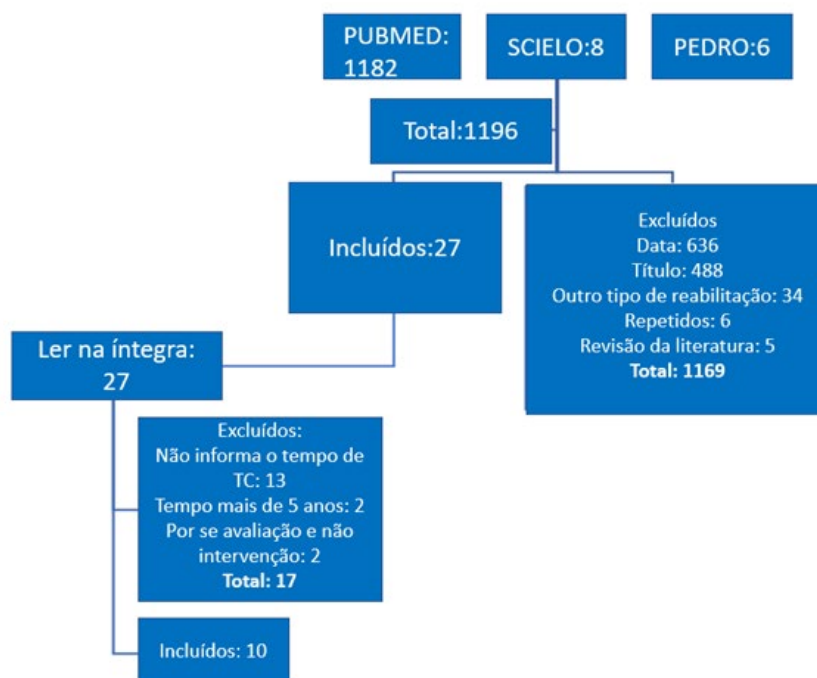 PUBMED:
1182
SCIELO:8
PEDRO:6
Total:1196
Incluídos:27
Excluídos
Data: 636
Título: 488
Outro tipo de reabilitação: 34
Repetidos: 6
Revisão da literatura: 5
Total: 1169
Ler na íntegra:
27
Excluídos:
Não informa o tempo de
TC: 13
Tempo mais de 5 anos: 2
Por se avaliação e não
intervenção: 2
Total: 17
Incluídos: 10